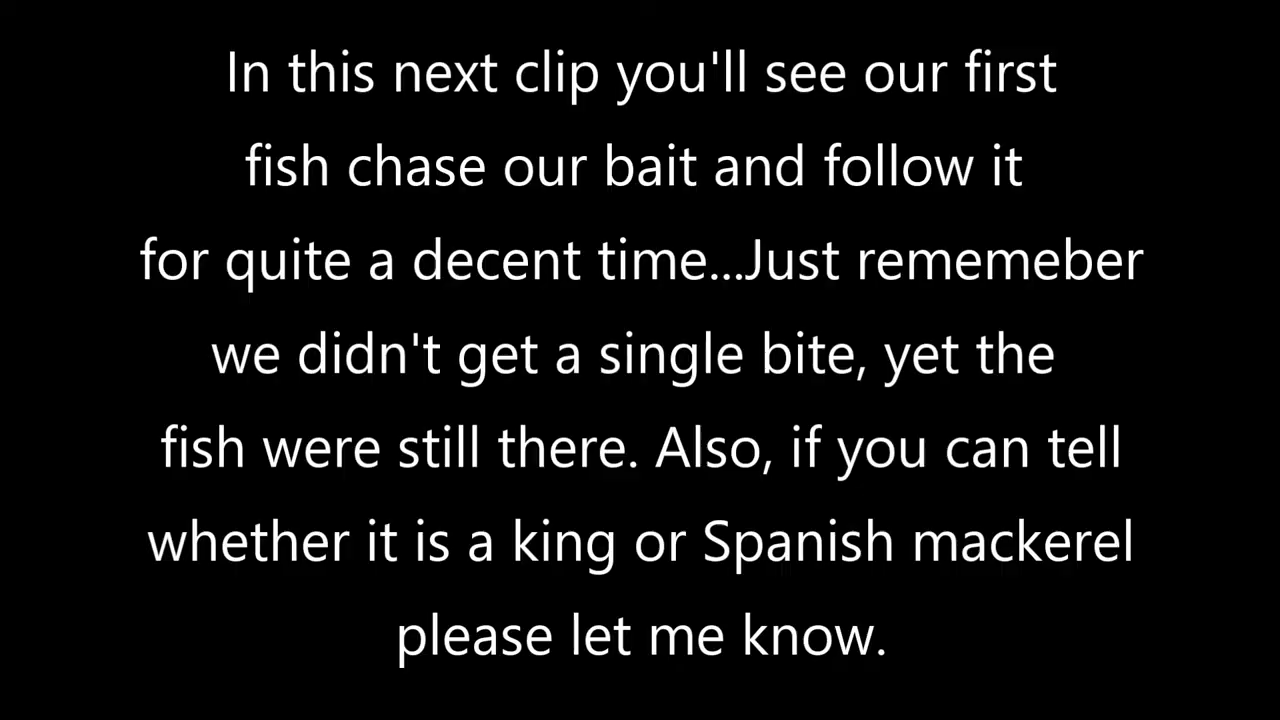 In this next clip you'll see our first
fish chase our bait and follow it
for quite a decent time...Just rememeber
we didn't get a single bite, yet the
fish were still there. Also, if you can tell
whether it is a king or Spanish mackerel
please let me know.